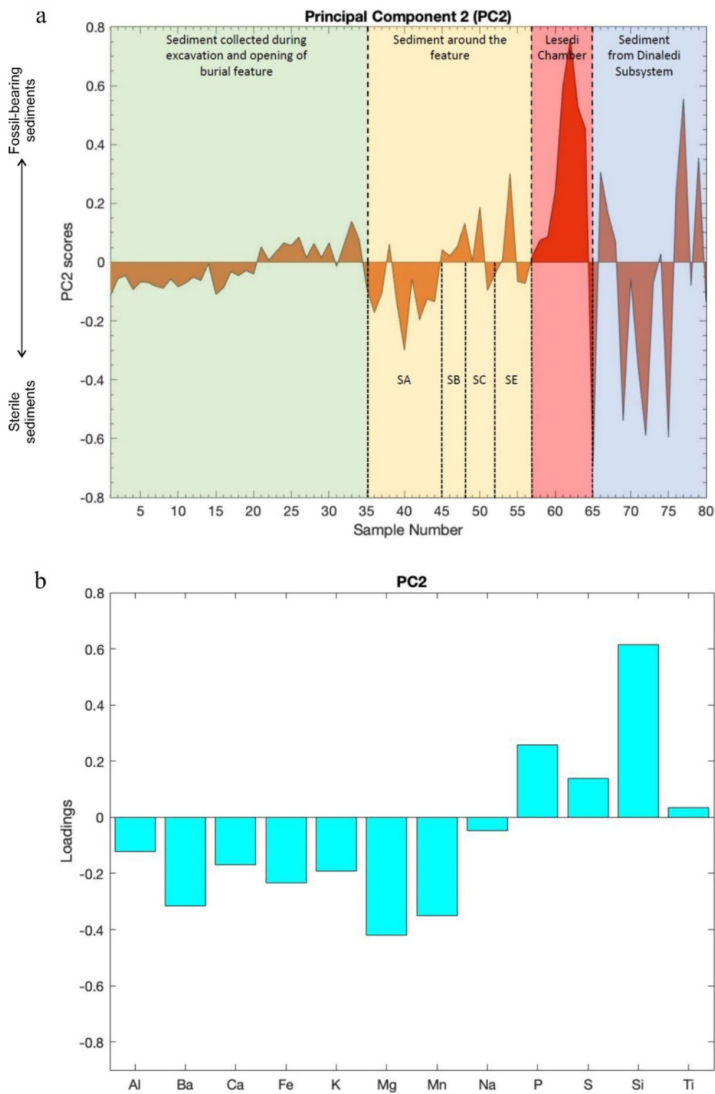 a
Principal Component 2 (PC2)
Sediment collected during
excavation and opening of
burial feature
Sediment around the
feature
Lesedi
Chamber
Sediment
from Dinaledi
Subsystem
Fossil-bearing
sediments
Sterile
sediments
PC2 scores
0.8
0.6
0.4
0.2
0
-0.2
-0.4
-0.6
-0.8
SA
SB
SC
SE
5 10 15 20 25 30 35 40 45 50 55 60 65 70 75 80
Sample Number
b
PC2
Loadings
0.8
0.6
0.4
0.2
0
-0.2
-0.4
-0.6
-0.8
Al Ba Ca Fe K Mg Mn Na P S Si Ti